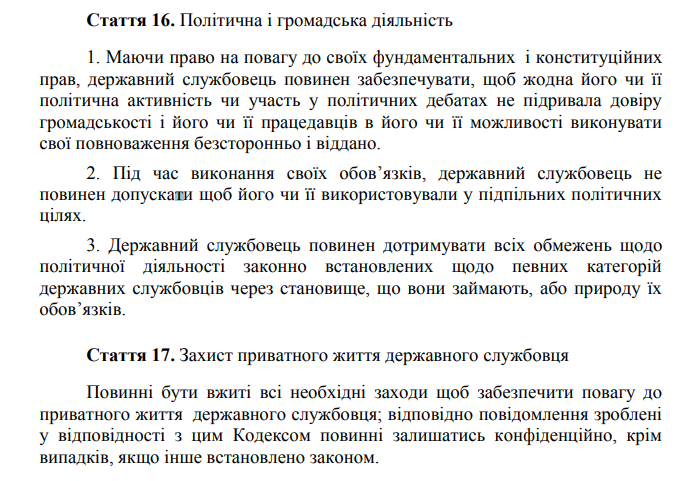 Стаття 16. Політична і громадська діяльність
1. Маючи право на повагу до своїх фундаментальних і конституційних
прав, державний службовець повинен забезпечувати, щоб жодна його чи її
політична активність чи участь у політичних дебатах не підривала довіру
громадськості і його чи її працедавців в його чи її можливості виконувати
свої повноваження безсторонньо і віддано.
2. Під час виконання своїх обов’язків, державний службовець не
повинен допускати щоб його чи її використовували у підпільних політичних
цілях.
3. Державний службовець повинен дотримувати всіх обмежень щодо
політичної діяльності законно встановлених щодо певних категорій
державних службовців через становище, що вони займають, або природу їх
обов’язків.
Стаття 17. Захист приватного життя державного службовця
Повинні бути вжиті всі необхідні заходи щоб забезпечити повагу до
приватного життя державного службовця; відповідно повідомлення зроблені
у відповідності з цим Кодексом повинні залишатись конфіденційно, крім
випадків, якщо інше встановлено законом.